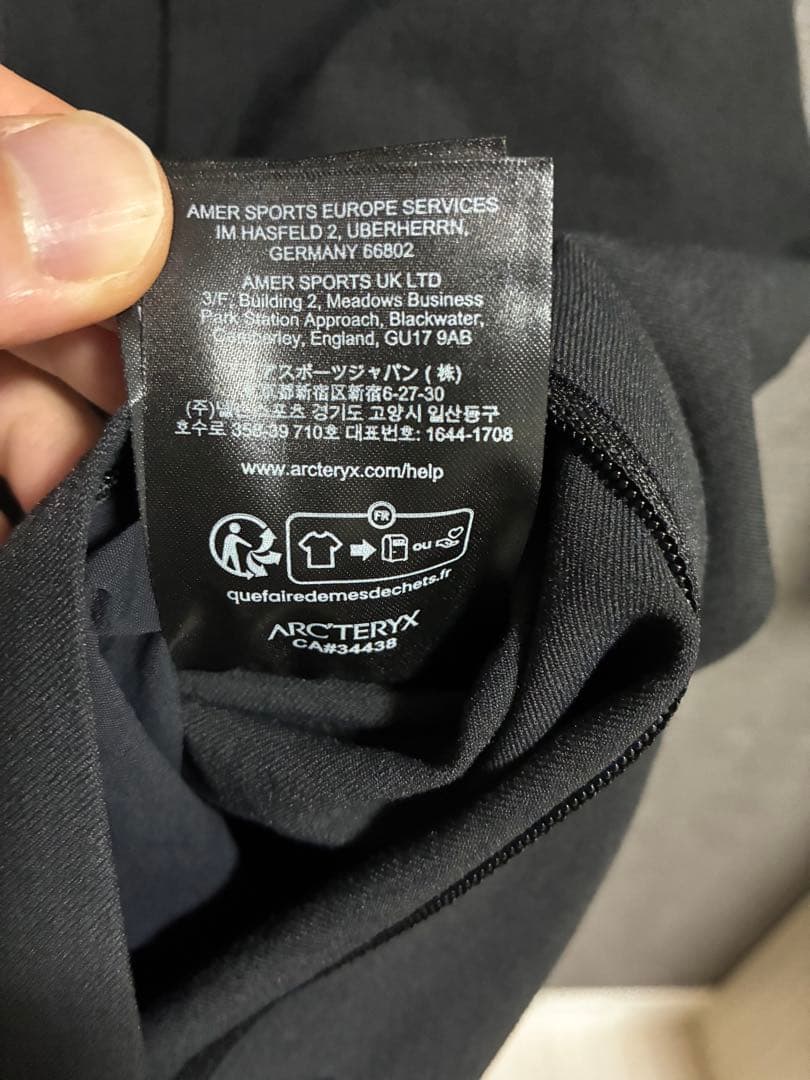 AMER SPORTS EUROPE SERVICES
IM HASFELD 2, UBERHERRN,
GERMANY 66802
AMER SPORTS UK LTD
3/F, Building 2, Meadows Business
Park Station Approach, Blackwater,
England, GU17 9AB
アスポーツジャパン ( 株 )
新宿区新宿6-27-30
(주) 경기도 고양시 일산동구
호수로 358-39 710호 대표번호: 1644-1708
www.arcteryx.com/help
FR
ou
quefairedemesdechets.fr
ARC'TERYX
CA#34438